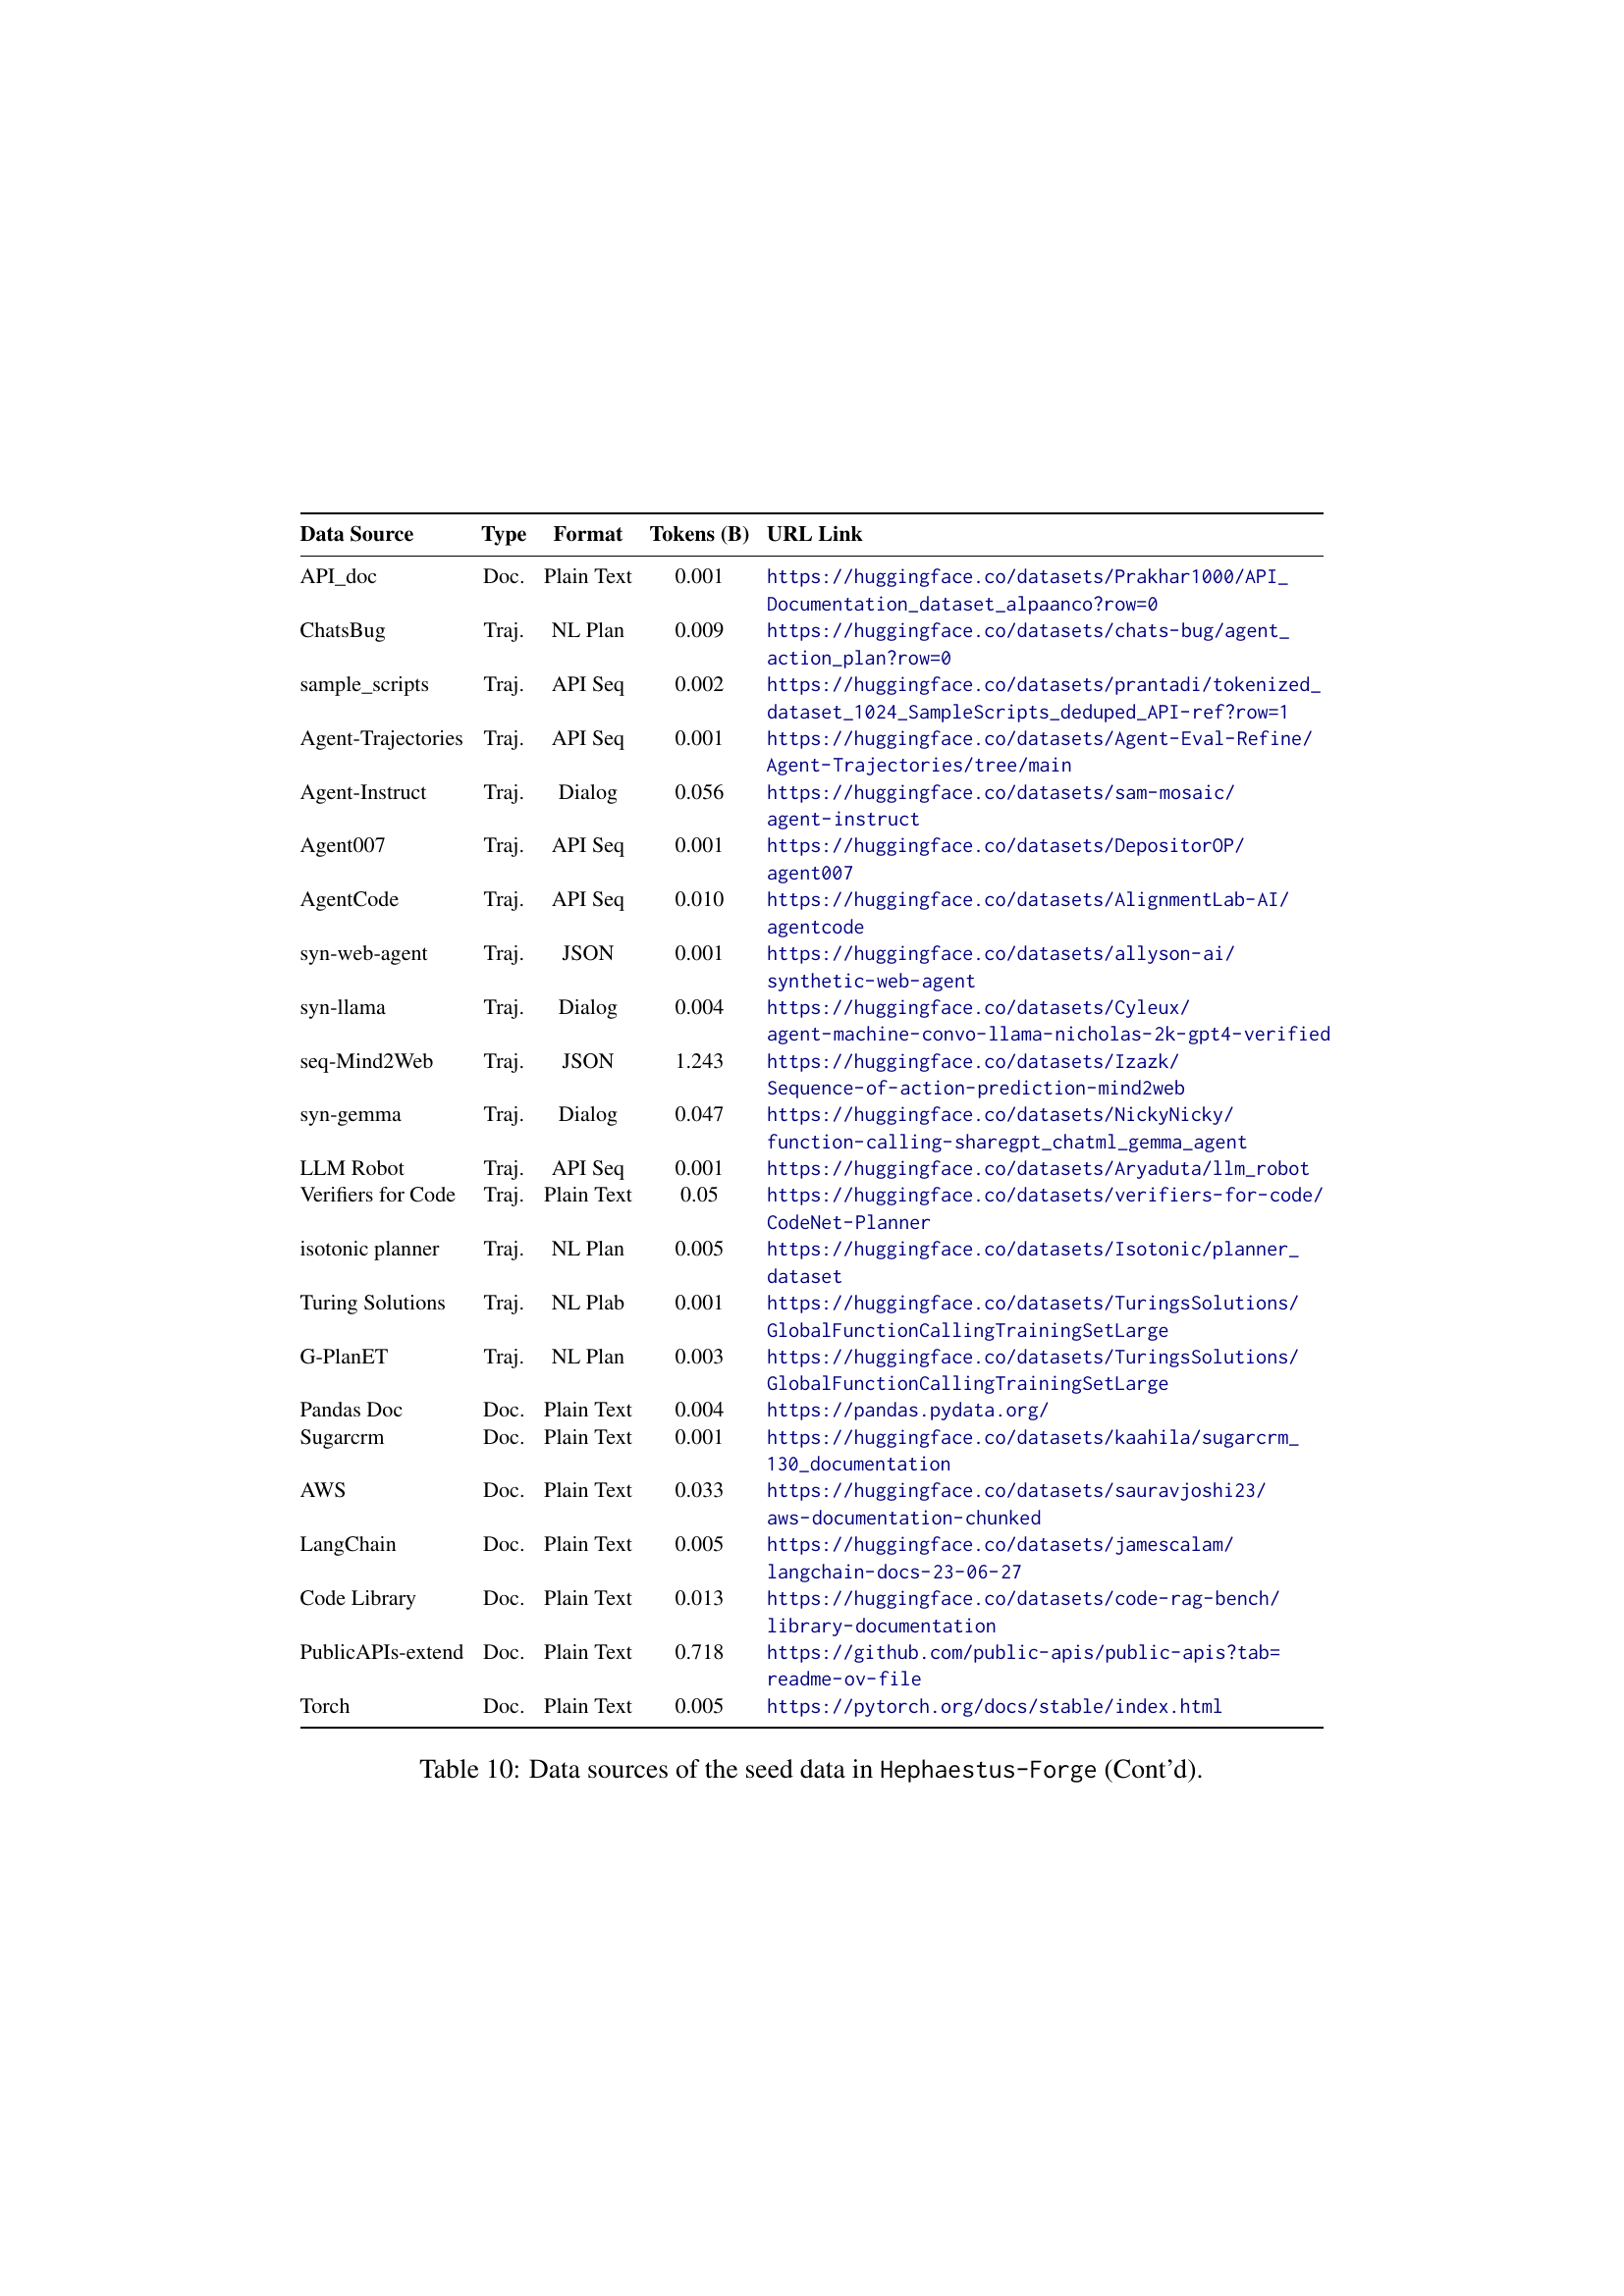 Data Source Type Format Tokens (B) URL Link
API_doc Doc. Plain Text 0.001 https://huggingface.co/datasets/Prakhar1000/API_
Documentation_dataset_alpaanco?row=0
ChatsBug Traj. NL Plan 0.009 https://huggingface.co/datasets/chats-bug/agent_
action_plan?row=0
sample_scripts Traj. API Seq 0.002 https://huggingface.co/datasets/prantadi/tokenized_
dataset_1024_SampleScripts_deduped_API-ref?row=1
Agent-Trajectories Traj. API Seq 0.001 https://huggingface.co/datasets/Agent-Eval-Refine/
Agent-Trajectories/tree/main
Agent-Instruct Traj. Dialog 0.056 https://huggingface.co/datasets/sam-mosaic/
agent-instruct
Agent007 Traj. API Seq 0.001 https://huggingface.co/datasets/DepositorOP/
agent007
AgentCode Traj. API Seq 0.010 https://huggingface.co/datasets/AlignmentLab-AI/
agentcode
syn-web-agent Traj. JSON 0.001 https://huggingface.co/datasets/allyson-ai/
synthetic-web-agent
syn-llama Traj. Dialog 0.004 https://huggingface.co/datasets/Cyleux/
agent-machine-convo-llama-nicholas-2k-gpt4-verified
seq-Mind2Web Traj. JSON 1.243 https://huggingface.co/datasets/Izazk/
Sequence-of-action-prediction-mind2web
syn-gemma Traj. Dialog 0.047 https://huggingface.co/datasets/NickyNicky/
function-calling-sharegpt_chatml_gemma_agent
LLM Robot Traj. API Seq 0.001 https://huggingface.co/datasets/Aryaduta/llm_robot
Verifiers for Code Traj. Plain Text 0.05 https://huggingface.co/datasets/verifiers-for-code/
CodeNet-Planner
isotonic planner Traj. NL Plan 0.005 https://huggingface.co/datasets/Isotonic/planner_
dataset
Turing Solutions Traj. NL Plab 0.001 https://huggingface.co/datasets/TuringsSolutions/
GlobalFunctionCallingTrainingSetLarge
G-PlanET Traj. NL Plan 0.003 https://huggingface.co/datasets/TuringsSolutions/
GlobalFunctionCallingTrainingSetLarge
Pandas Doc Doc. Plain Text 0.004 https://pandas.pydata.org/
Sugarcrm Doc. Plain Text 0.001 https://huggingface.co/datasets/kaahila/sugarcrm_
130_documentation
AWS Doc. Plain Text 0.033 https://huggingface.co/datasets/sauravjoshi23/
aws-documentation-chunked
LangChain Doc. Plain Text 0.005 https://huggingface.co/datasets/jamescalam/
langchain-docs-23-06-27
Code Library Doc. Plain Text 0.013 https://huggingface.co/datasets/code-rag-bench/
library-documentation
PublicAPIs-extend Doc. Plain Text 0.718 https://github.com/public-apis/public-apis?tab=
readme-ov-file
Torch Doc. Plain Text 0.005 https://pytorch.org/docs/stable/index.html
Table 10: Data sources of the seed data in Hephaestus-Forge (Cont'd).